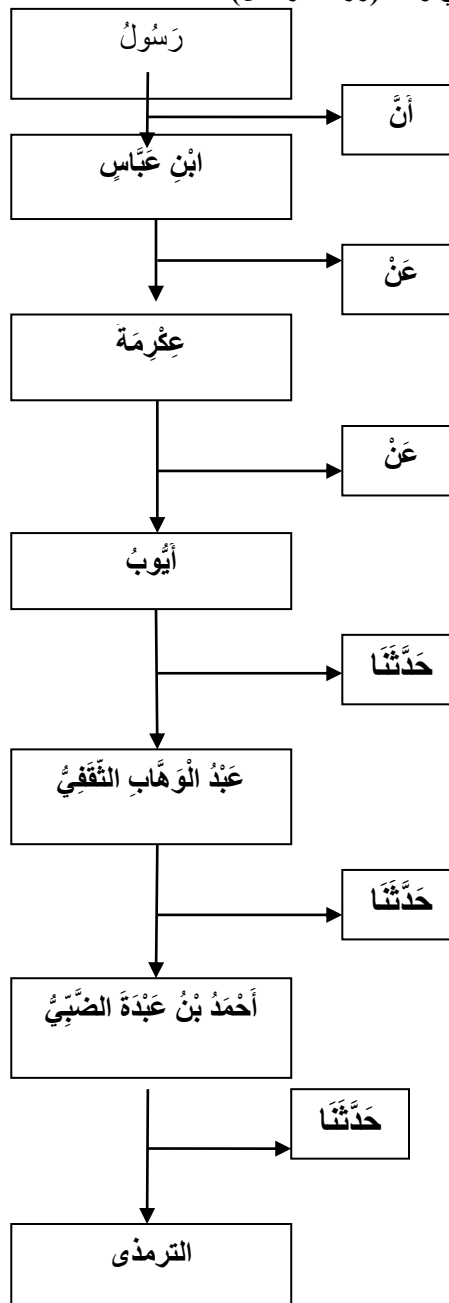 رَسُولُ
أَنَّ
ابْنِ عَبَّاسٍ
عَنْ
عِكْرِمَةَ
عَنْ
أَيُّوبُ
حَدَّثَنَا
عَبْدُ الْوَهَّابِ الثَّقَفِيُّ
حَدَّثَنَا
أَحْمَدُ بْنُ عَبْدَةَ الضَّبِّيُّ
حَدَّثَنَا
الترمذى